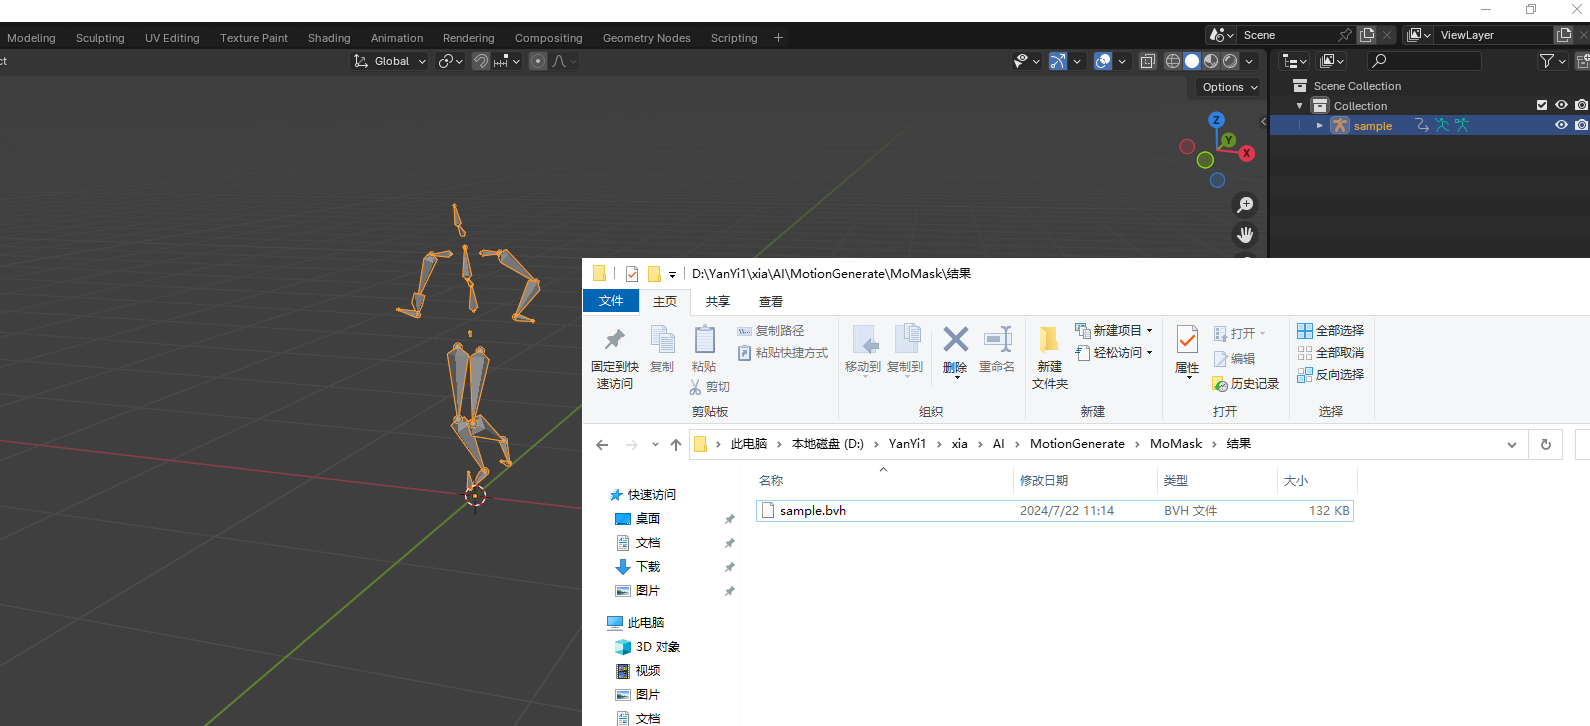 Modeling Sculpting UV Editing Texture Paint Shading Animation Rendering Compositing Geometry Nodes Scripting + Scene ViewLayer
ct Global
Options
Z
Y
X
Scene Collection
Collection
sample
D:\YanYi1\xia\AI\MotionGenerate\MoMask\结果
文件 主页 共享 查看
固定到快速访问
复制
粘贴
复制路径
粘贴快捷方式
剪切
剪贴板
移动到
复制到
删除
重命名
组织
新建文件夹
新建项目
轻松访问
新建
属性
打开
编辑
历史记录
打开
全部选择
全部取消
反向选择
选择
此电脑 › 本地磁盘 (D:) › YanYi1 › xia › AI › MotionGenerate › MoMask › 结果
名称 修改日期 类型 大小
sample.bvh 2024/7/22 11:14 BVH 文件 132 KB
快速访问
桌面
文档
下载
图片
此电脑
3D 对象
视频
图片
文档